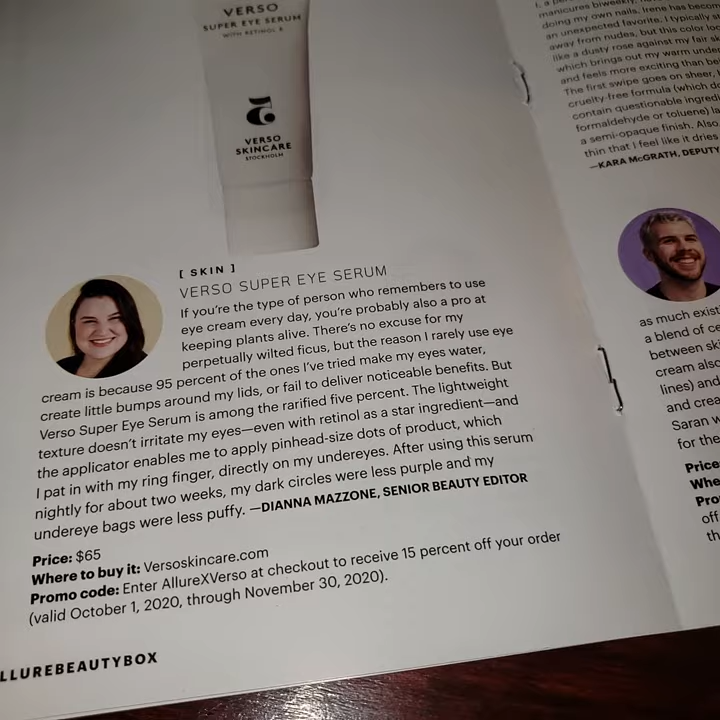 VERSO
SUPER EYE SERUM
WITH RETINOL 8
VERSO
SKINCARE
STOCKHOLM
[ SKIN ]
VERSO SUPER EYE SERUM
If you're the type of person who remembers to use
eye cream every day, you're probably also a pro at
keeping plants alive. There's no excuse for my
perpetually wilted ficus, but the reason I rarely use eye
cream is because 95 percent of the ones I've tried make my eyes water,
create little bumps around my lids, or fail to deliver noticeable benefits. But
Verso Super Eye Serum is among the rarified five percent. The lightweight
texture doesn't irritate my eyes—even with retinol as a star ingredient—and
the applicator enables me to apply pinhead-size dots of product, which
I pat in with my ring finger, directly on my undereyes. After using this serum
nightly for about two weeks, my dark circles were less purple and my
undereye bags were less puffy. —DIANNA MAZZONE, SENIOR BEAUTY EDITOR
Price: $65
Where to buy it: Versoskincare.com
Promo code: Enter AllureXVerso at checkout to receive 15 percent off your order
(valid October 1, 2020, through November 30, 2020).
LLUREBEAUTYBOX
manicures biweekly,
doing my own nails, Irene has becom
an unexpected favorite. I typically s
away from nudes, but this color loo
like a dusty rose against my fair sk
which brings out my warm under
and feels more exciting than be
The first swipe goes on sheer,
cruelty-free formula (which do
contain questionable ingredi
formaldehyde or toluene) la
a semi-opaque finish. Also,
thin that I feel like it dries
—KARA McGRATH, DEPUTY
as much exist
a blend of ce
between ski
cream also
lines) and
and crea
Saran w
for the
Price
Whe
Pro
off
th